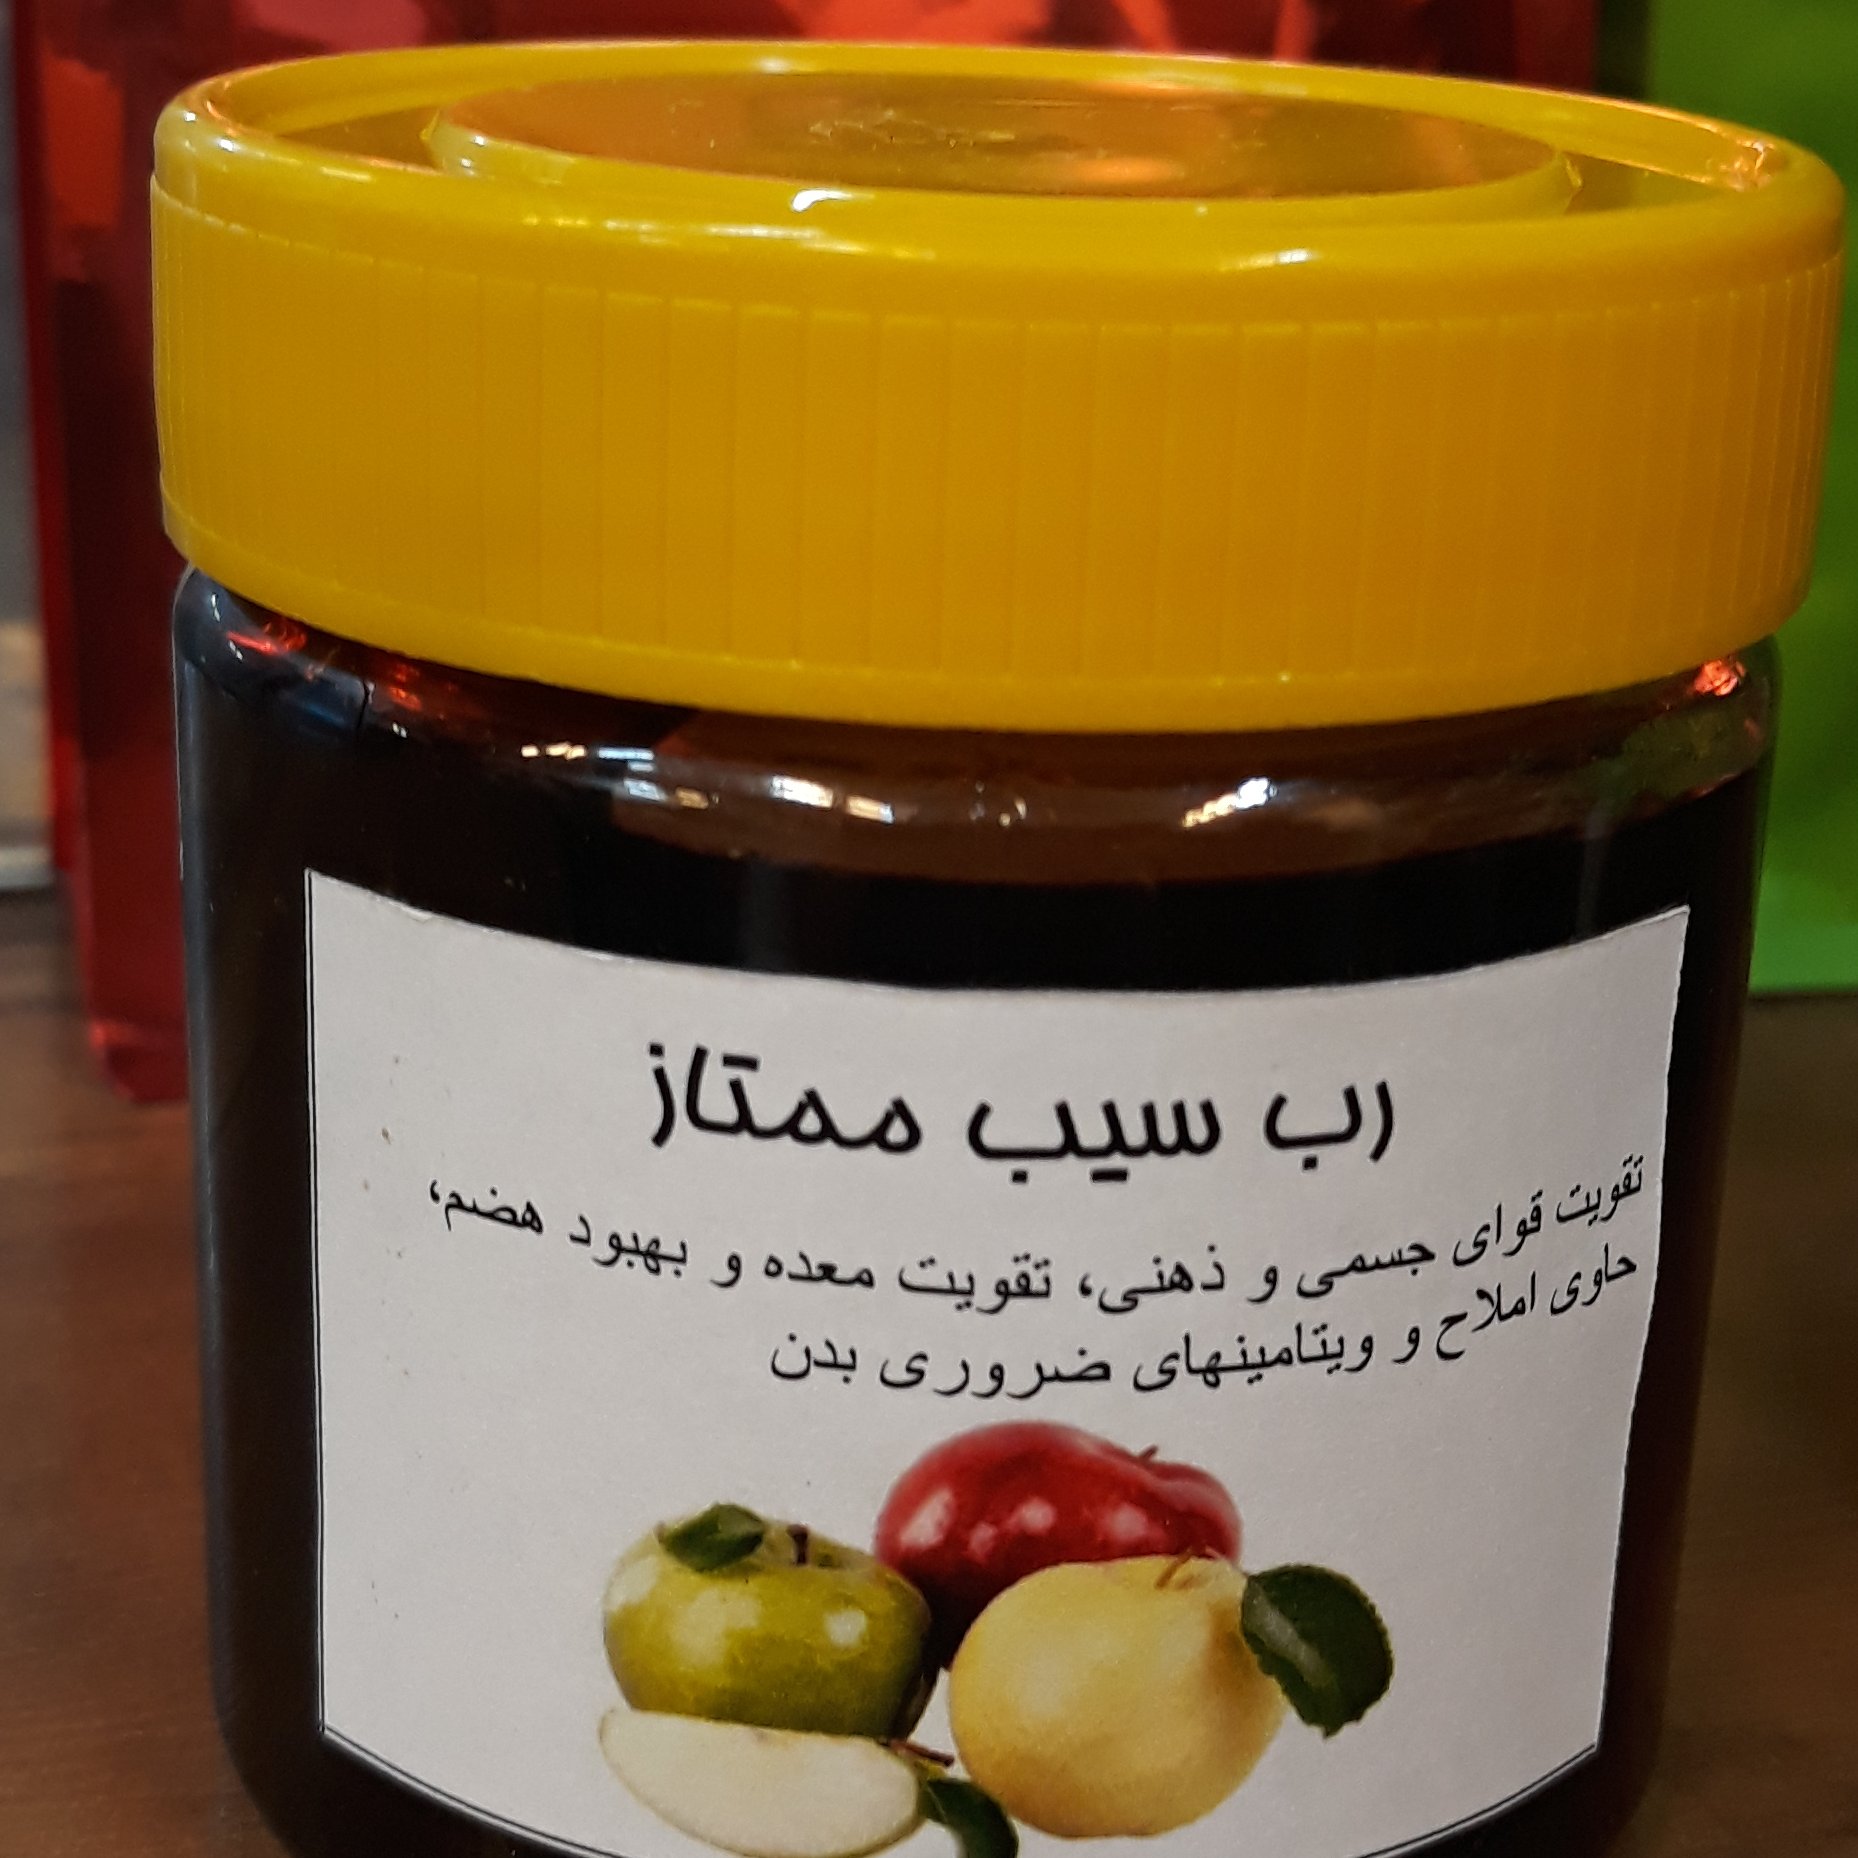 رب سیب ممتاز
تقویت قوای جسمی و ذهنی، تقویت معده و بهبود هضم،
حاوی املاح و ویتامینهای ضروری بدن